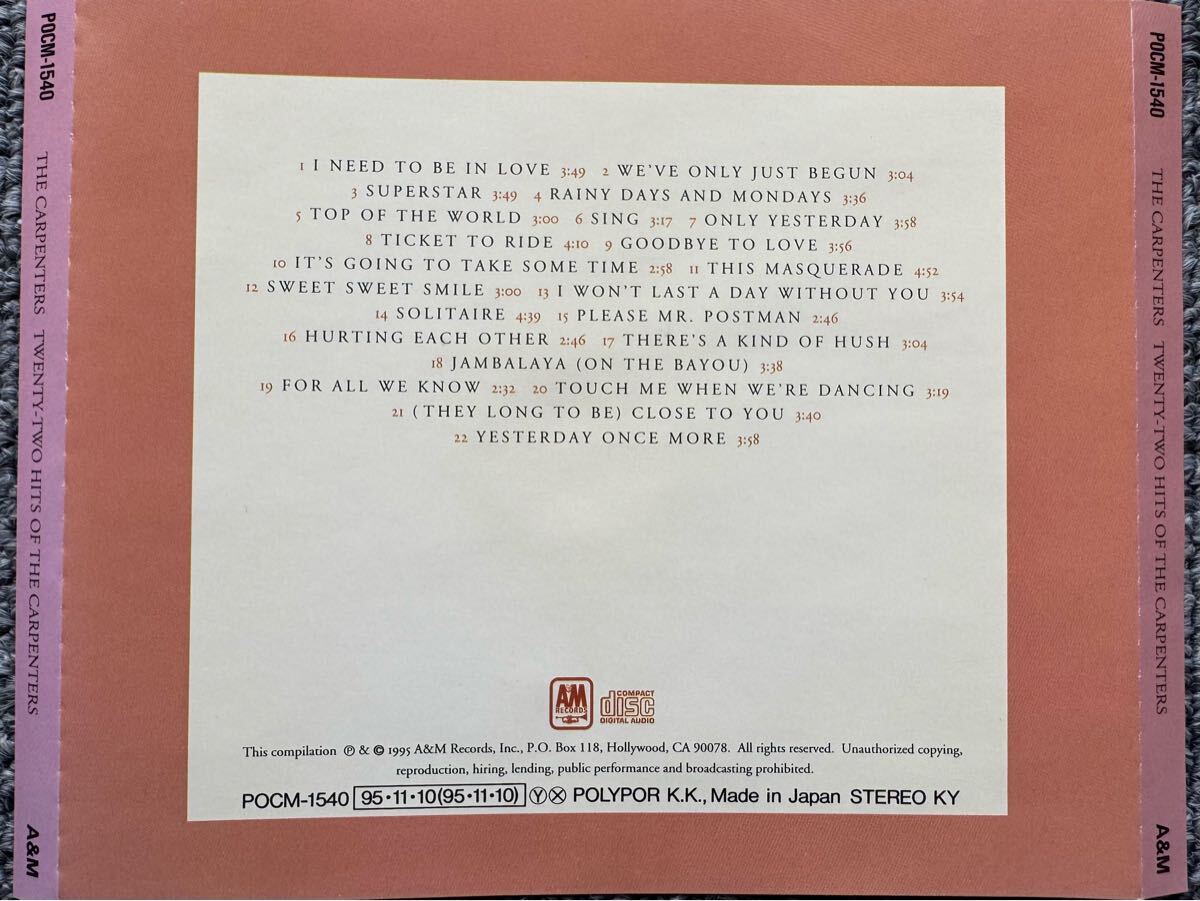 POCM-1540 THE CARPENTERS TWENTY-TWO HITS OF THE CARPENTERS A&M
1 I NEED TO BE IN LOVE 3:49 2 WE'VE ONLY JUST BEGUN 3:04
3 SUPERSTAR 3:49 4 RAINY DAYS AND MONDAYS 3:36
5 TOP OF THE WORLD 3:00 6 SING 3:17 7 ONLY YESTERDAY 3:58
8 TICKET TO RIDE 4:10 9 GOODBYE TO LOVE 3:56
10 IT'S GOING TO TAKE SOME TIME 2:58 11 THIS MASQUERADE 4:52
12 SWEET SWEET SMILE 3:00 13 I WON'T LAST A DAY WITHOUT YOU 3:54
14 SOLITAIRE 4:39 15 PLEASE MR. POSTMAN 2:46
16 HURTING EACH OTHER 2:46 17 THERE'S A KIND OF HUSH 3:04
18 JAMBALAYA (ON THE BAYOU) 3:38
19 FOR ALL WE KNOW 2:32 20 TOUCH ME WHEN WE'RE DANCING 3:19
21 (THEY LONG TO BE) CLOSE TO YOU 3:40
22 YESTERDAY ONCE MORE 3:58
A&M
RECORDS
COMPACT
disc
DIGITAL AUDIO
This compilation ℗ & © 1995 A&M Records, Inc., P.O. Box 118, Hollywood, CA 90078. All rights reserved. Unauthorized copying,
reproduction, hiring, lending, public performance and broadcasting prohibited.
POCM-1540 95·11·10(95·11·10) Ⓨⓧ POLYPOR K.K., Made in Japan STEREO KY
POCM-1540 THE CARPENTERS TWENTY-TWO HITS OF THE CARPENTERS A&M